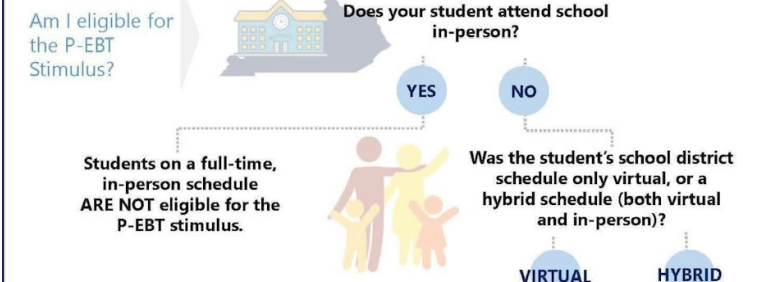 Am I eligible for
the P-EBT
Stimulus?
Does your student attend school
in-person?
YES
NO
Students on a full-time,
in-person schedule
ARE NOT eligible for the
P-EBT stimulus.
Was the student's school district
schedule only virtual, or a
hybrid schedule (both virtual
and in-person)?
VIRTUAL
HYBRID